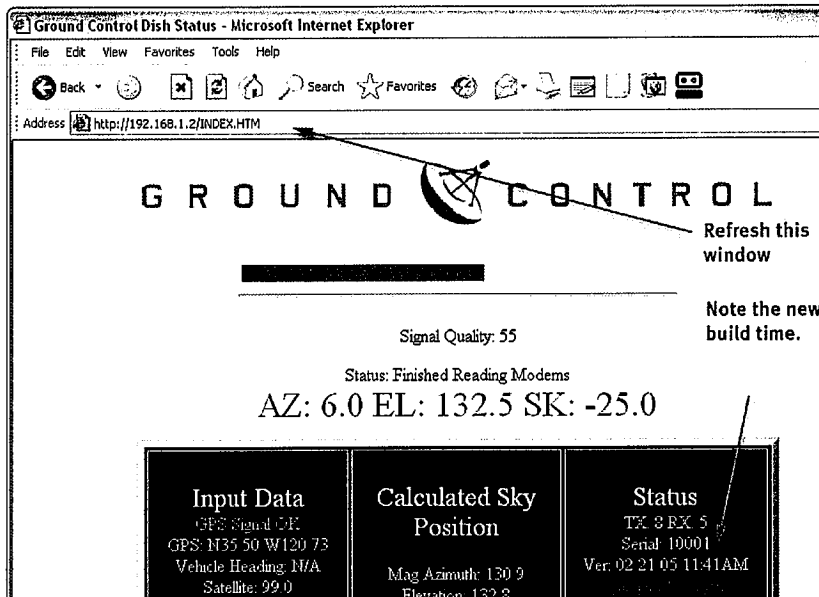 Ground Control Dish Status - Microsoft Internet Explorer
File Edit View Favorites Tools Help
Back Search Favorites
Address http://192.168.1.2/INDEX.HTM
GROUND CONTROL
Refresh this
window
Note the new
build time.
Signal Quality: 55
Status: Finished Reading Modems
AZ: 6.0 EL: 132.5 SK: -25.0
Input Data
GPS Signal OK
GPS: N35 50 W120 73
Vehicle Heading: N/A
Satellite: 99.0
Calculated Sky
Position
Mag Azimuth: 130.9
Elevation: 132.8
Status
TX: 8 RX: 5
Serial: 10001
Ver: 02 21 05 11:41AM